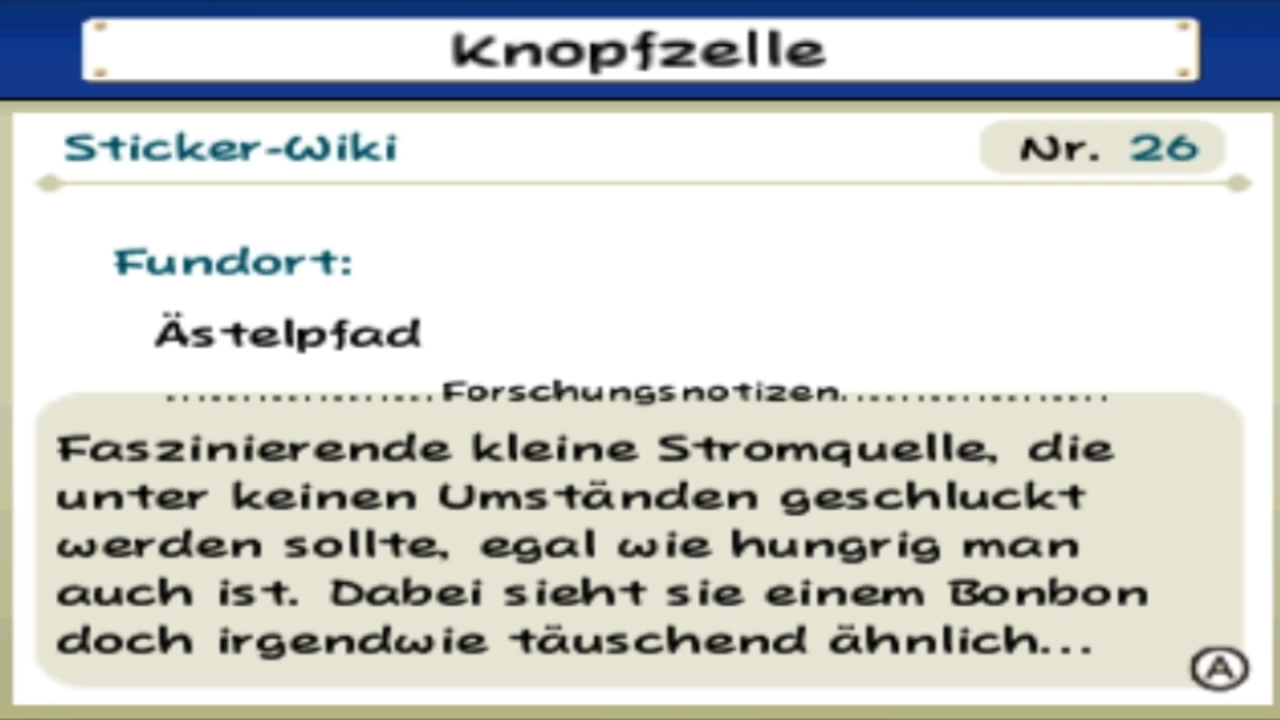 Knopfzelle
Sticker-Wiki
Nr. 26
Fundort:
Ästelpfad
Forschungsnotizen
Faszinierende kleine Stromquelle, die
unter keinen Umständen geschluckt
werden sollte, egal wie hungrig man
auch ist. Dabei sieht sie einem Bonbon
doch irgendwie täuschend ähnlich...
A